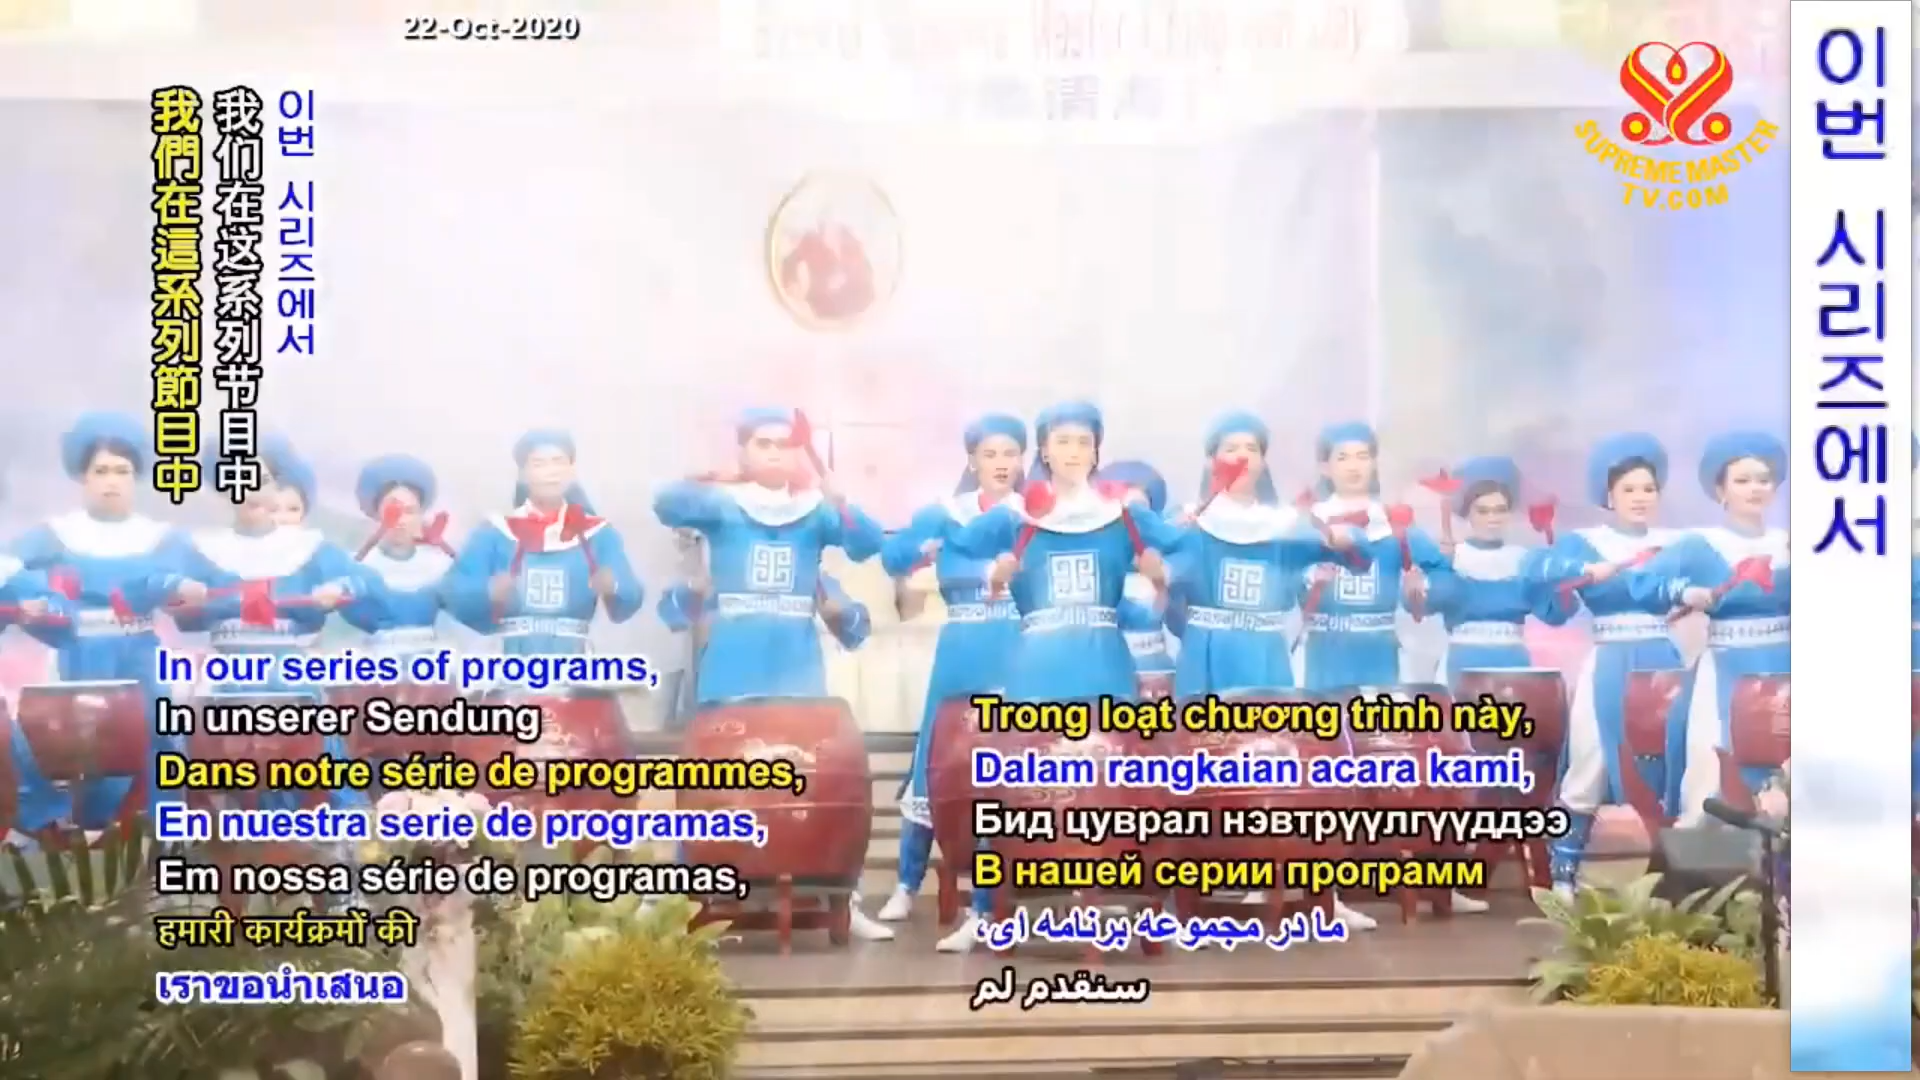 22-Oct-2020
我們在這系列節目中
我们在这系列节目中
이번 시리즈에서
SUPREME MASTER
TV.COM
이번 시리즈에서
In our series of programs,
In unserer Sendung
Dans notre série de programmes,
En nuestra serie de programas,
Em nossa série de programas,
हमारी कार्यक्रमों की
เราขอนำเสนอ
Trong loạt chương trình này,
Dalam rangkaian acara kami,
Бид цуврал нэвтрүүлгүүддээ
В нашей серии программ
ما در مجموعه برنامه ای،
سنقدم لم